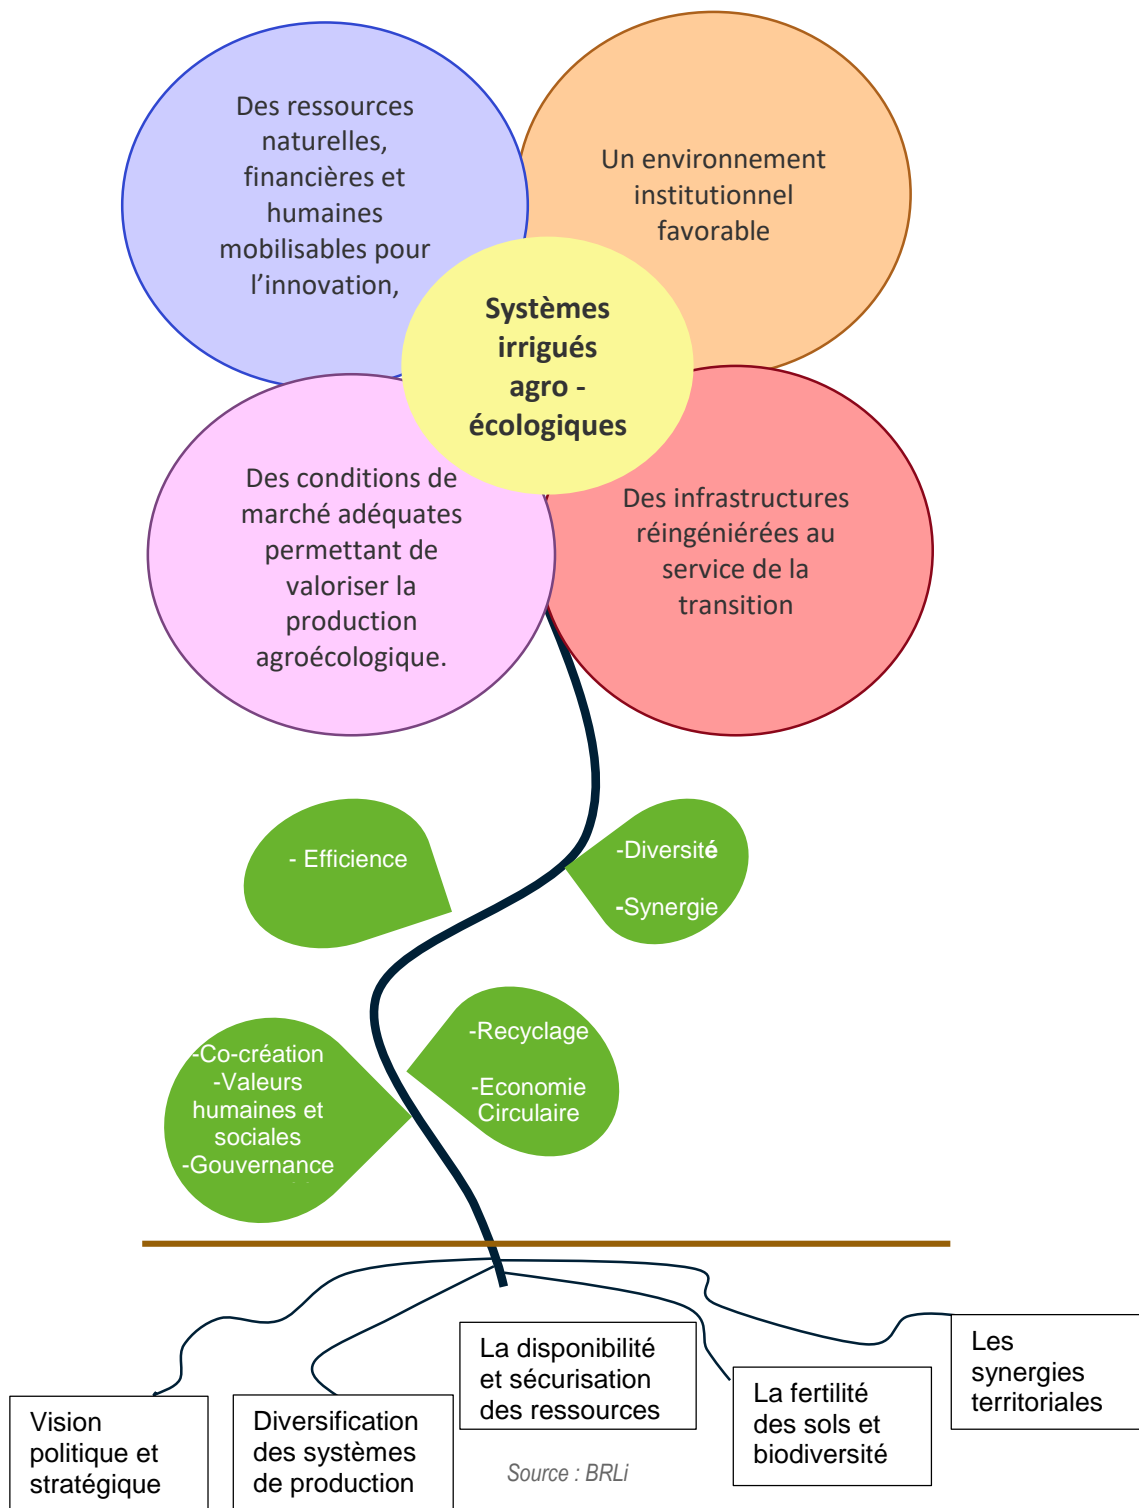 Des ressources
naturelles,
financières et
humaines
mobilisables pour
l'innovation,
Un environnement
institutionnel
favorable
Systèmes
irrigués
agro -
écologiques
Des conditions de
marché adéquates
permettant de
valoriser la
production
agroécologique.
Des infrastructures
réingéniérées au
service de la
transition
- Efficience
-Diversité
-Synergie
-Recyclage
-Economie
Circulaire
-Co-création
-Valeurs
humaines et
sociales
-Gouvernance
Vision
politique et
stratégique
Diversification
des systèmes
de production
La disponibilité
et sécurisation
des ressources
La fertilité
des sols et
biodiversité
Les
synergies
territoriales
Source : BRLi